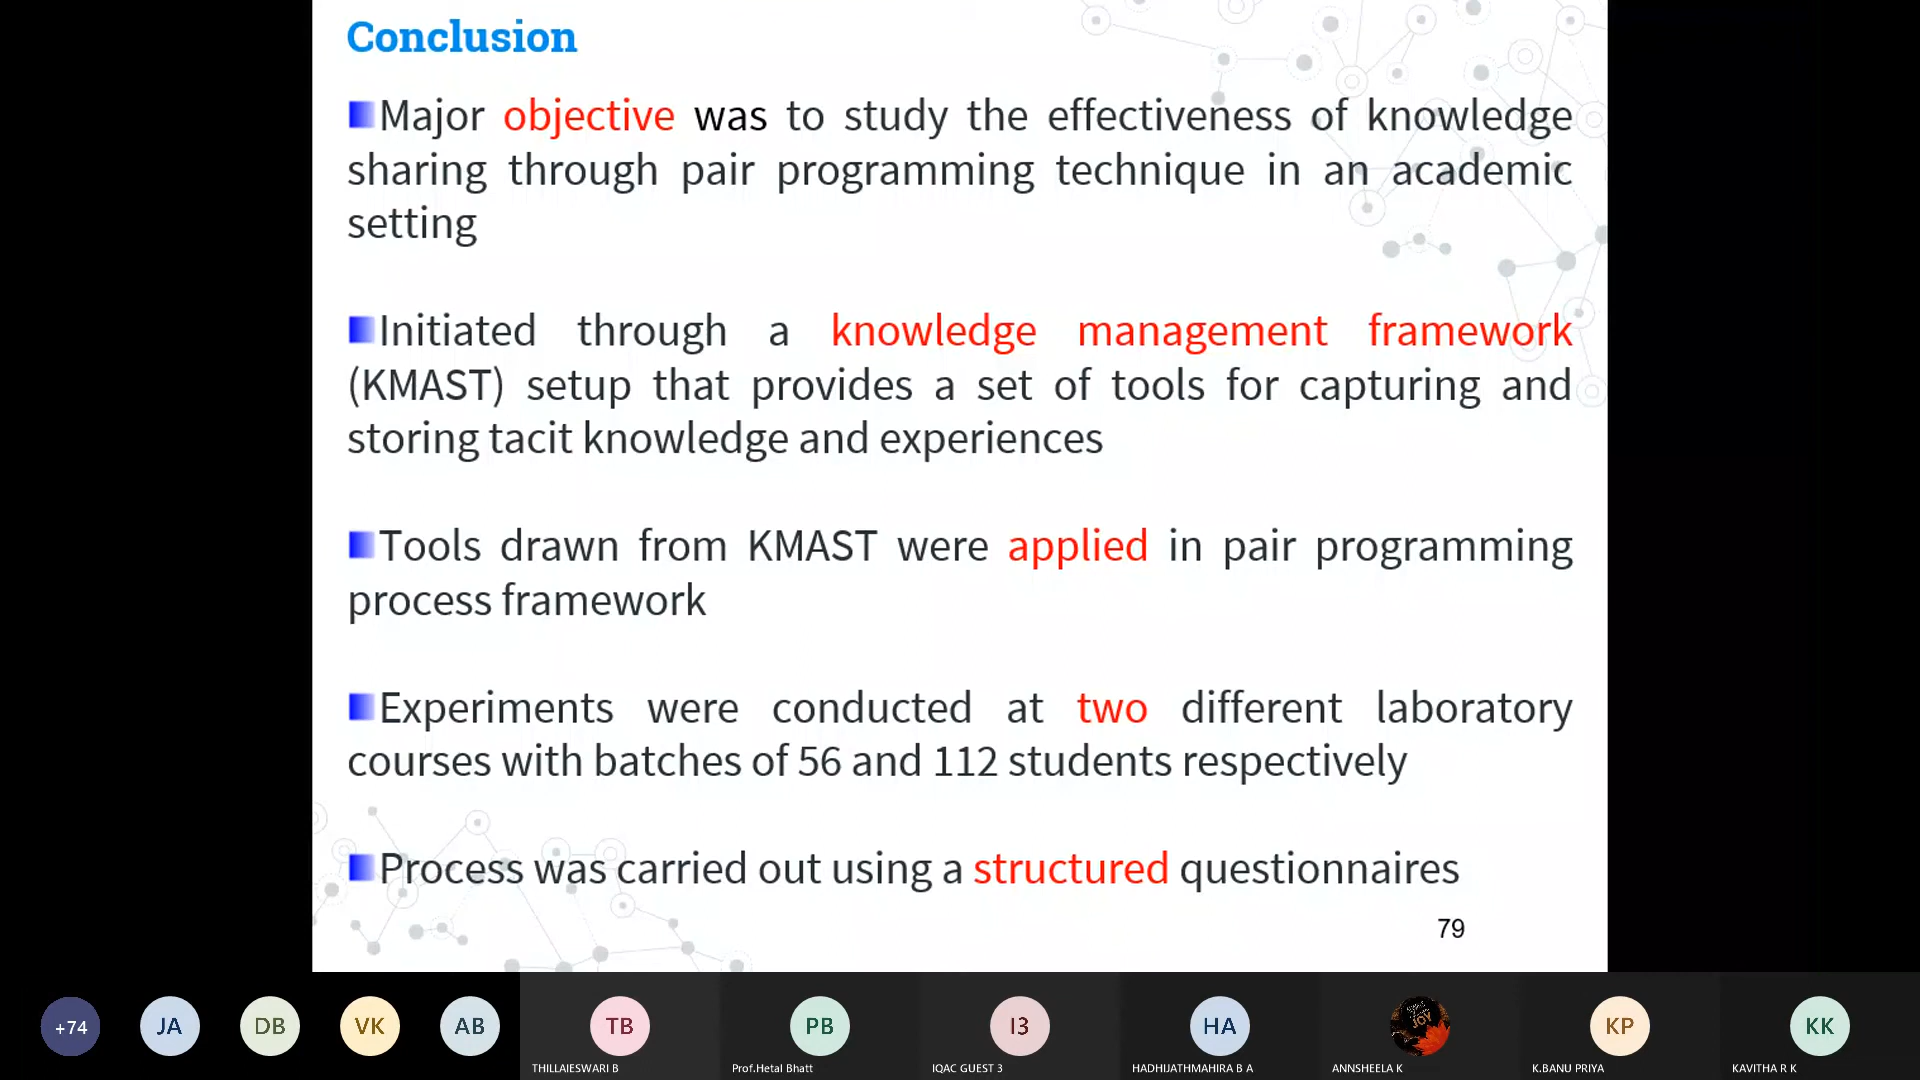 Conclusion
Major objective was to study the effectiveness of knowledge
sharing through pair programming technique in an academic
setting
Initiated through a knowledge management framework
(KMAST) setup that provides a set of tools for capturing and
storing tacit knowledge and experiences
Tools drawn from KMAST were applied in pair programming
process framework
Experiments were conducted at two different laboratory
courses with batches of 56 and 112 students respectively
Process was carried out using a structured questionnaires
79
+74 JA DB VK AB TB PB I3 HA JOY KP KK
THILLAIESWARI B Prof.Hetal Bhatt IQAC GUEST 3 HADHIJATHMAHIRA B A ANNSHEELA K K.BANU PRIYA KAVITHA R K